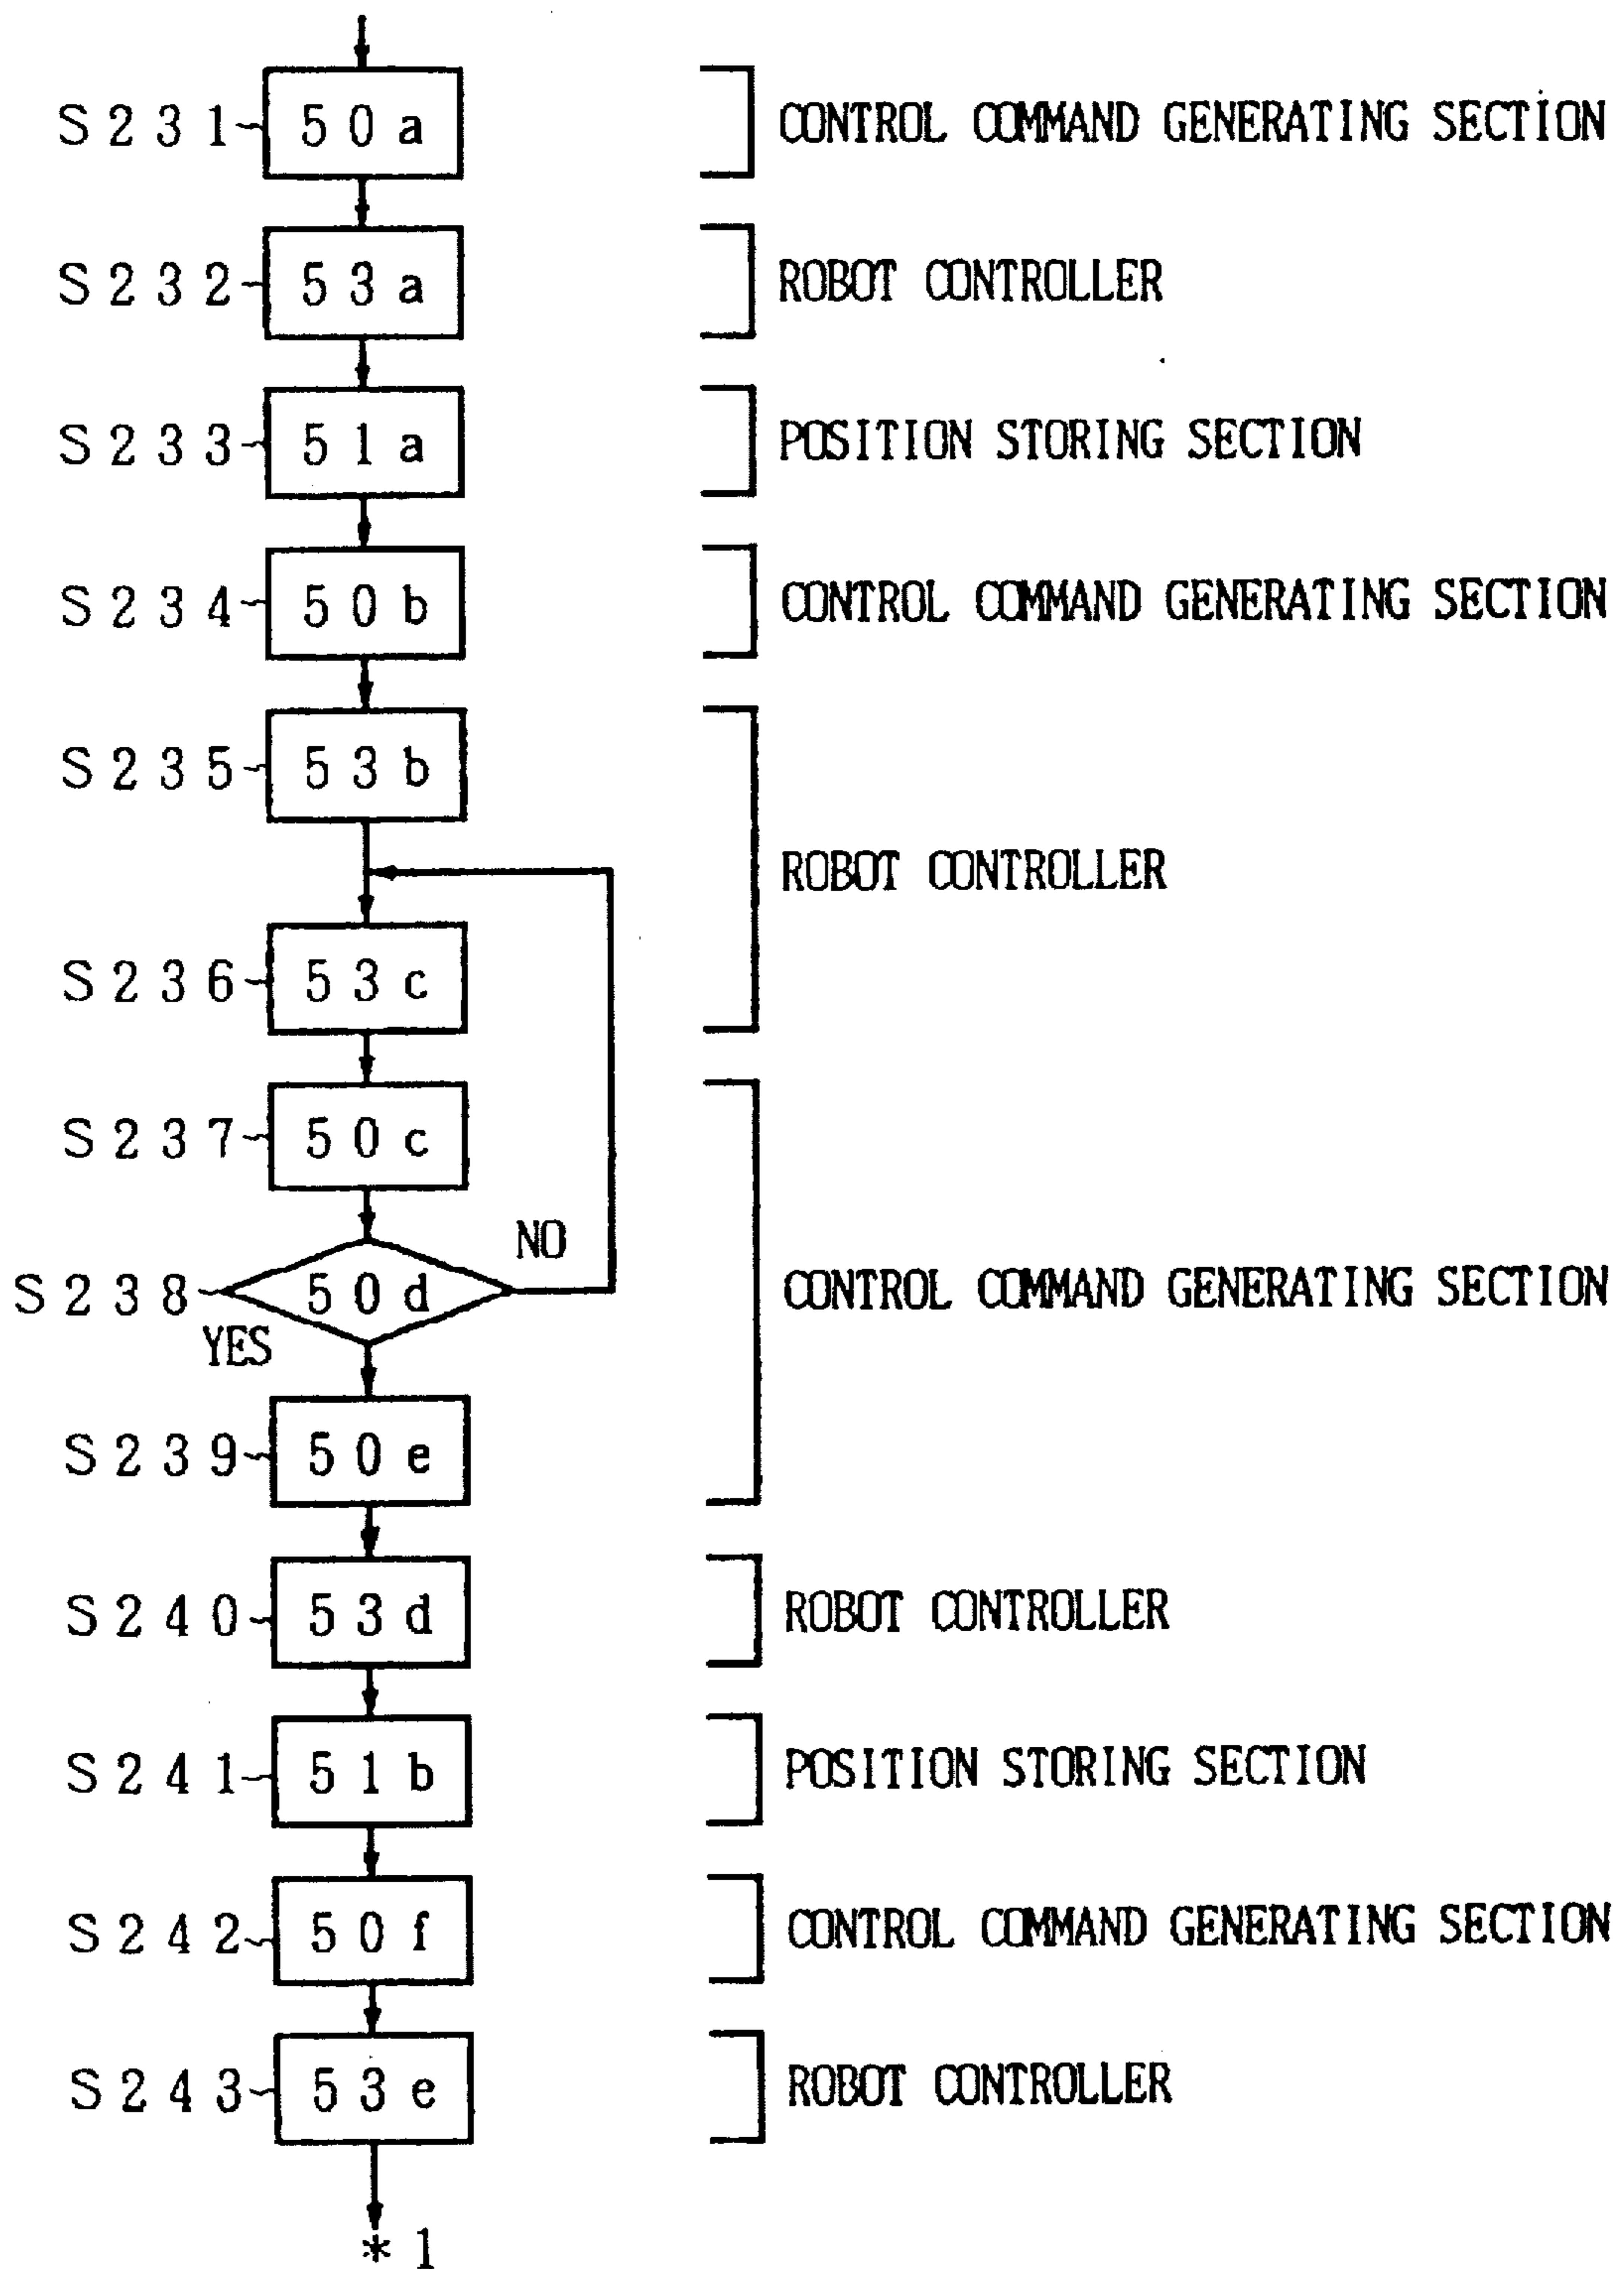 S231 50a CONTROL COMMAND GENERATING SECTION
S232 53a ROBOT CONTROLLER
S233 51a POSITION STORING SECTION
S234 50b CONTROL COMMAND GENERATING SECTION
S235 53b
ROBOT CONTROLLER
S236 53c
S237 50c
NO
S238 50d CONTROL COMMAND GENERATING SECTION
YES
S239 50e
S240 53d ROBOT CONTROLLER
S241 51b POSITION STORING SECTION
S242 50f CONTROL COMMAND GENERATING SECTION
S243 53e ROBOT CONTROLLER
*1